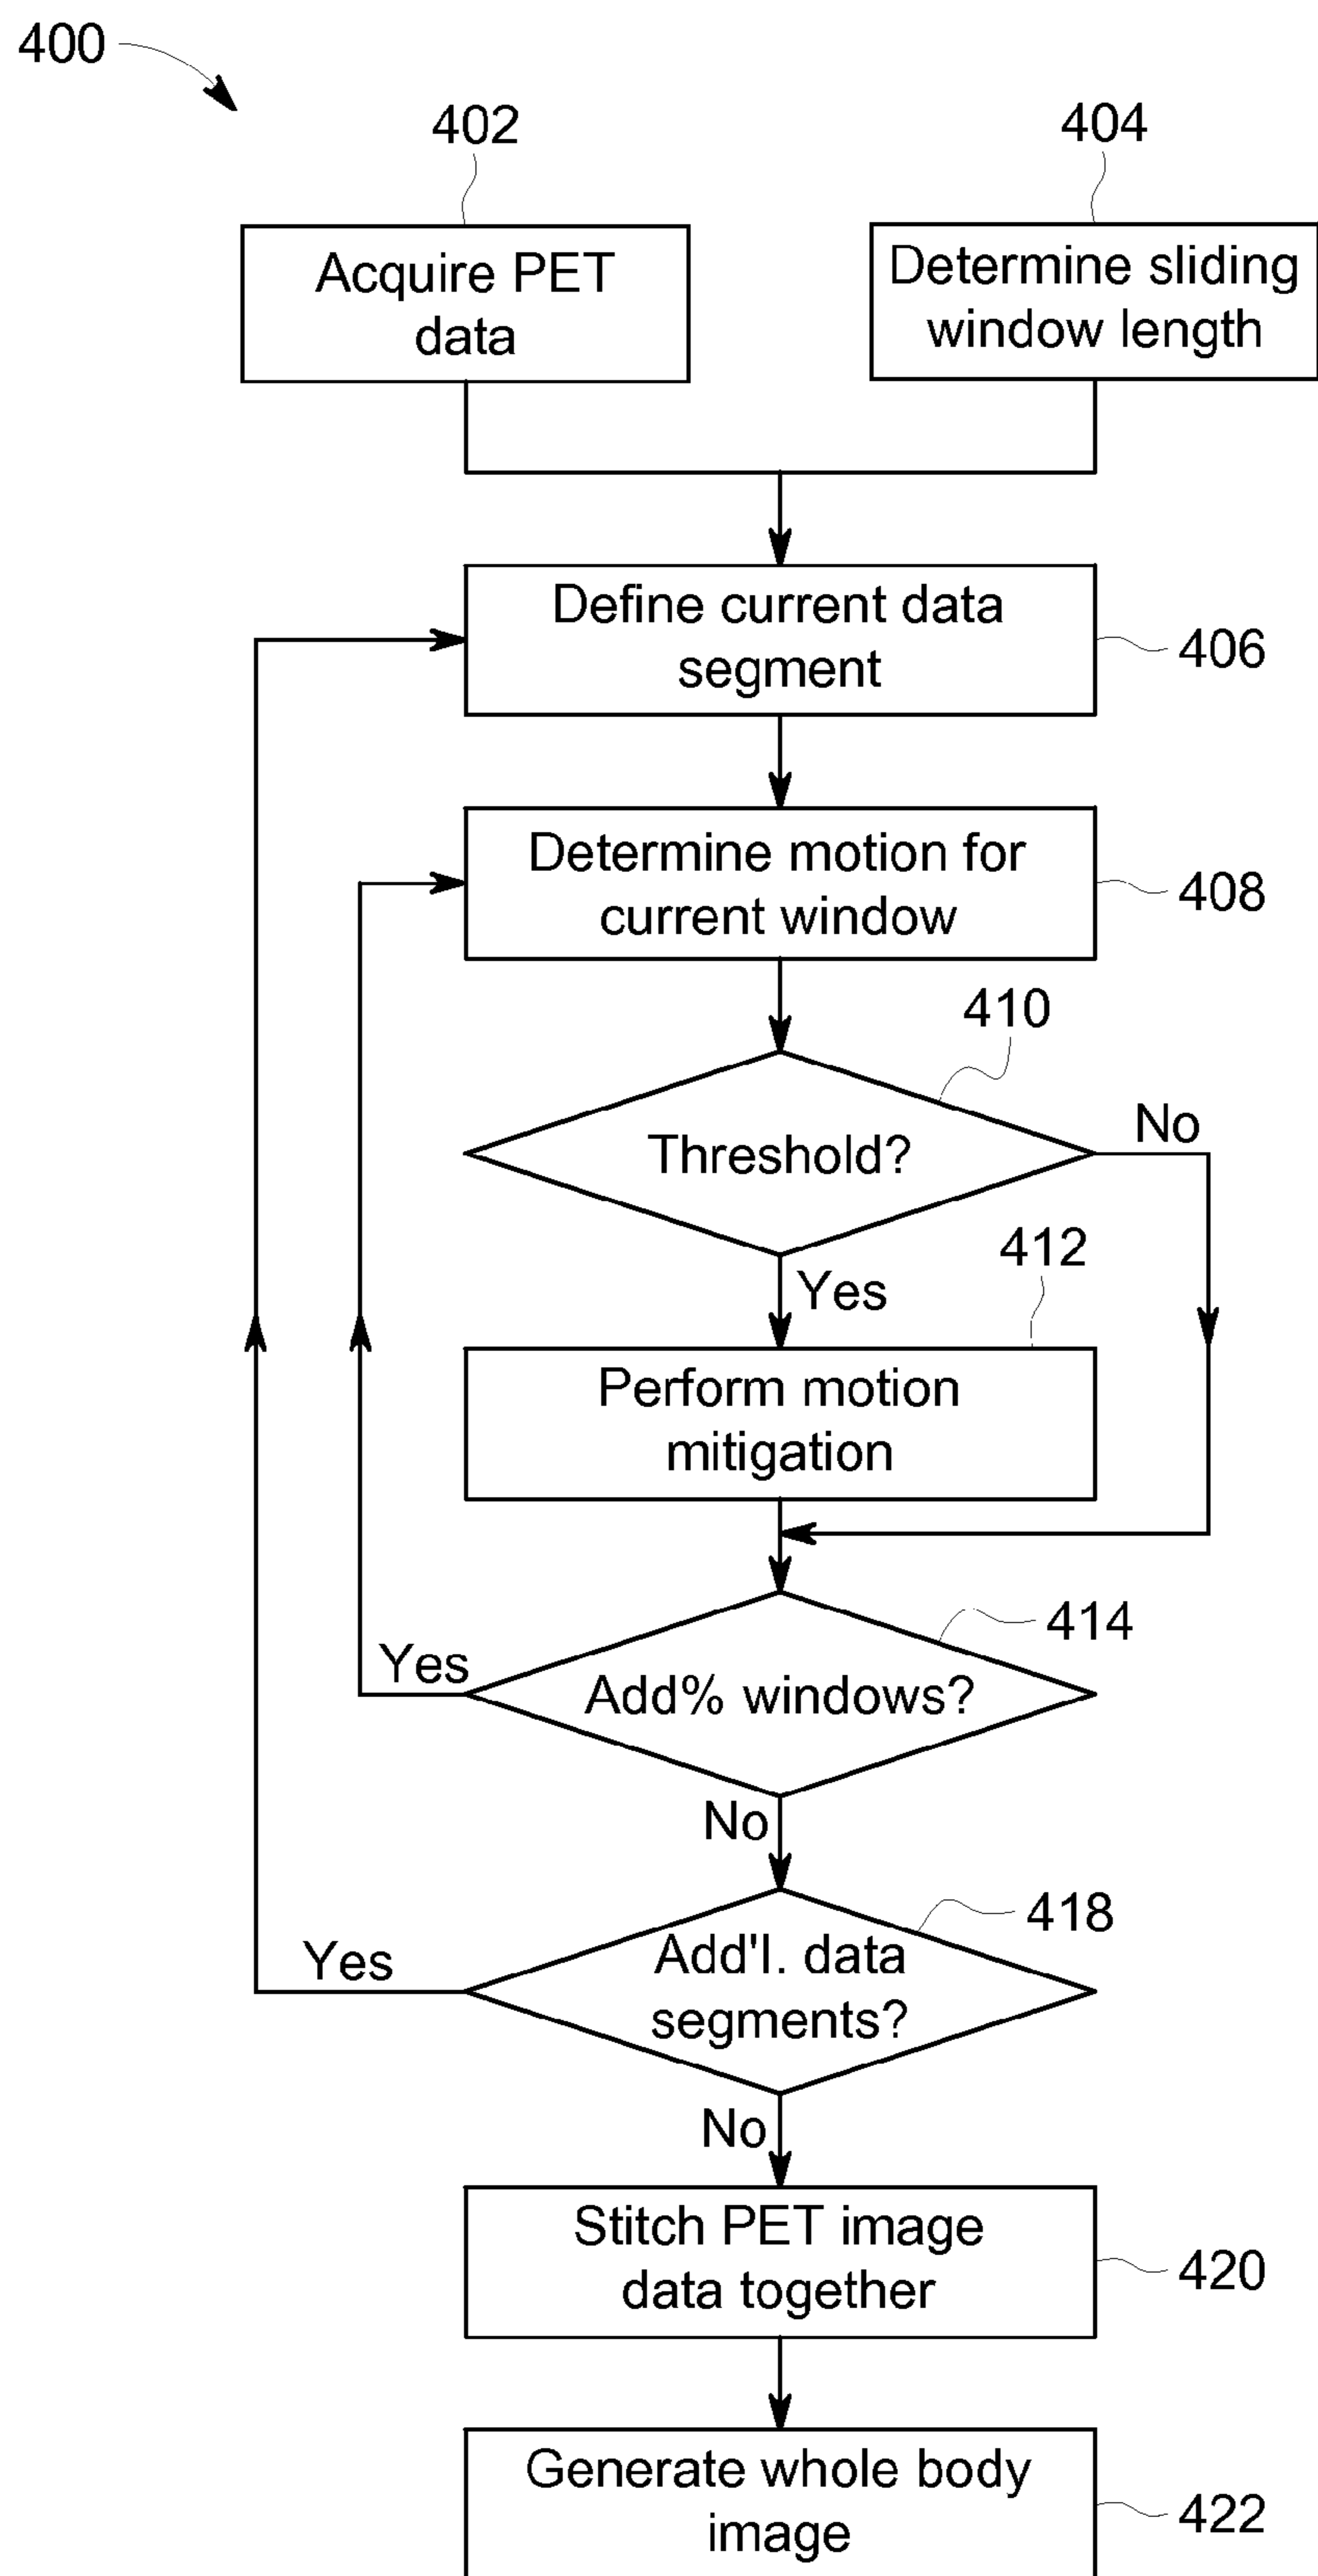 400
402
404
Acquire PET
data
Determine sliding
window length
Define current data
segment
406
Determine motion for
current window
408
410
Threshold?
No
412
Yes
Perform motion
mitigation
414
Yes
Add% windows?
No
418
Yes
Add'l. data
segments?
No
Stitch PET image
data together
420
Generate whole body
image
422